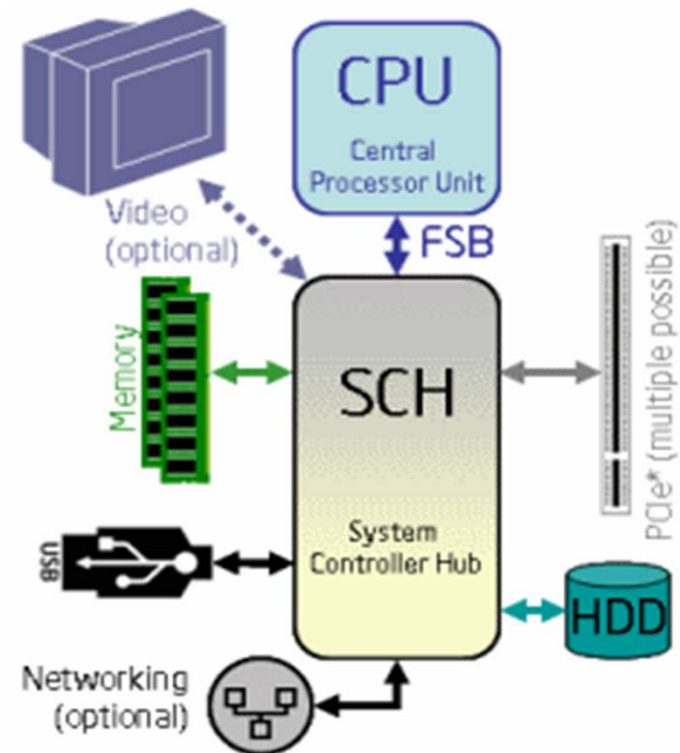 CPU
Central
Processor Unit
Video
(optional)
FSB
Memory
SCH
PCIe* (multiple possible)
USB
System
Controller Hub
HDD
Networking
(optional)